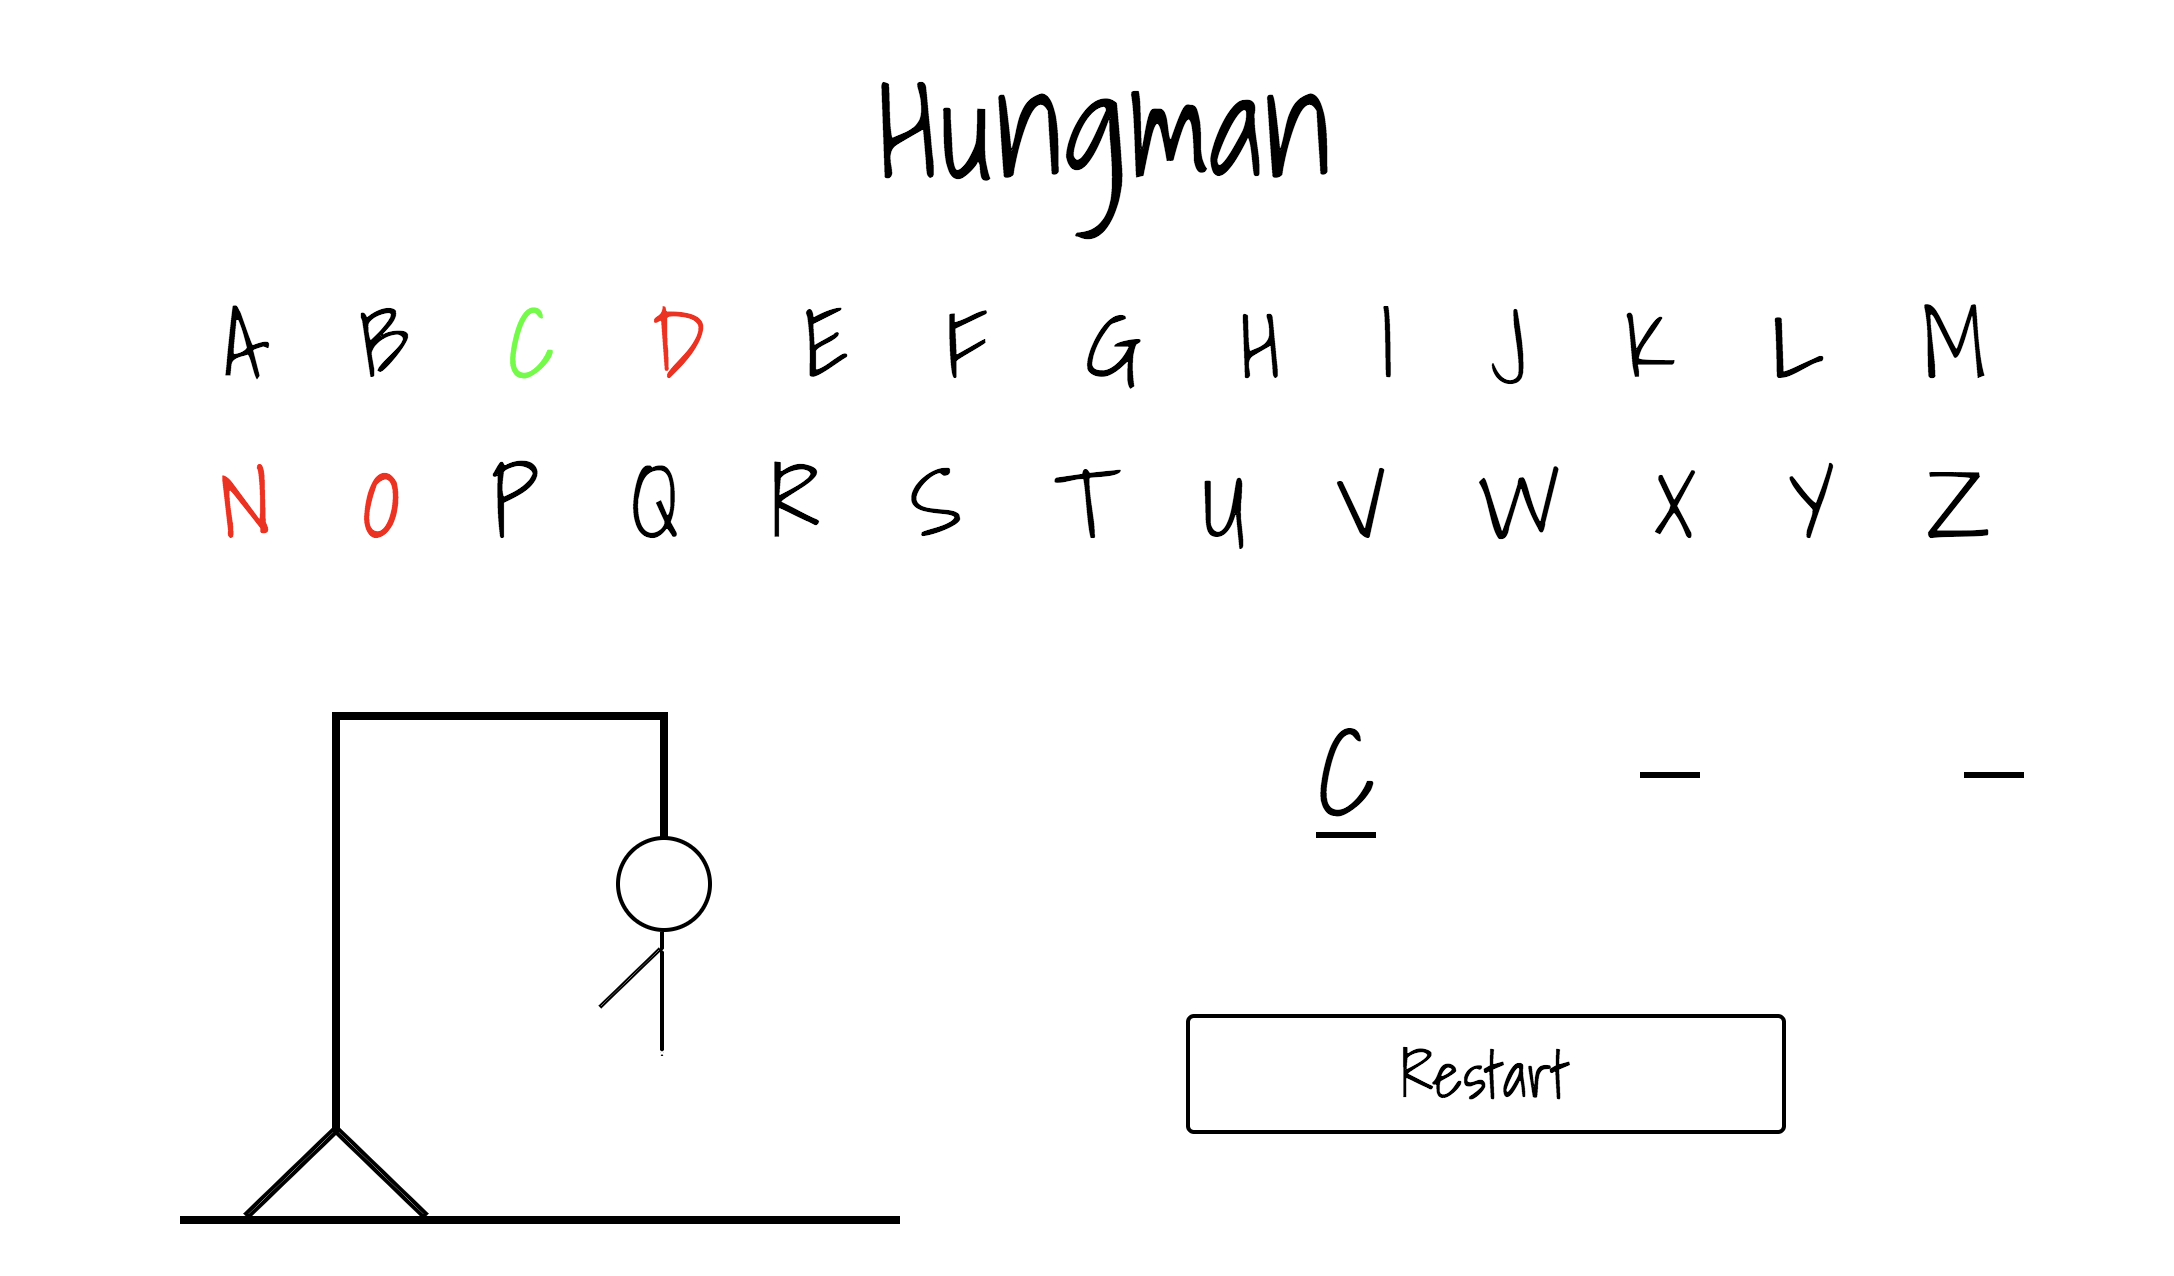 Hungman
A B C D E F G H I J K L M
N O P Q R S T U V W X Y Z
C _ _
Restart